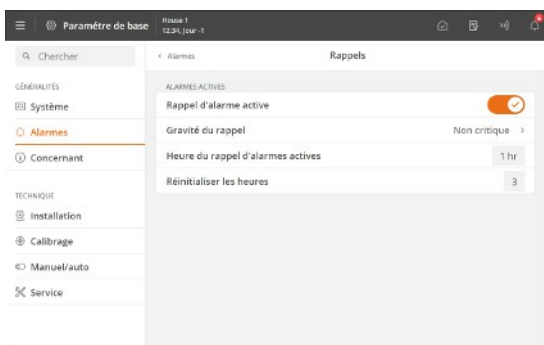 Paramétre de base
House 1
12:34, Jour -1
Chercher
GÉNÉRALITÉS
Système
Alarmes
Concernant
TECHNIQUE
Installation
Calibrage
Manuel/auto
Service
Alarmes
Rappels
ALARMES ACTIVES
Rappel d'alarme active
Gravité du rappel Non critique
Heure du rappel d'alarmes actives 1 hr
Réinitialiser les heures 3